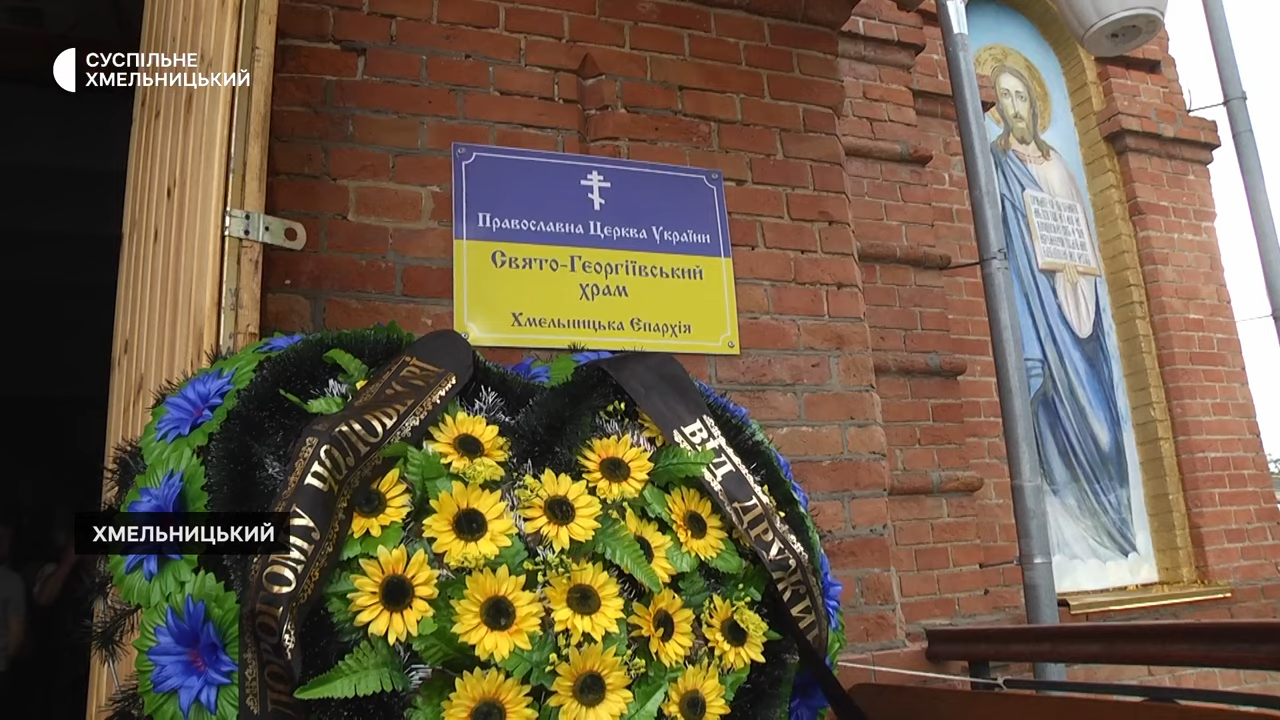 СУСПІЛЬНЕ
ХМЕЛЬНИЦЬКИЙ
Православна Церква України
Свято-Георгіївський
храм
Хмельницька Єпархія
ДОРОГОМУ ЧОЛОВІКОВІ
ВІД ДРУЖИНИ
ХМЕЛЬНИЦЬКИЙ